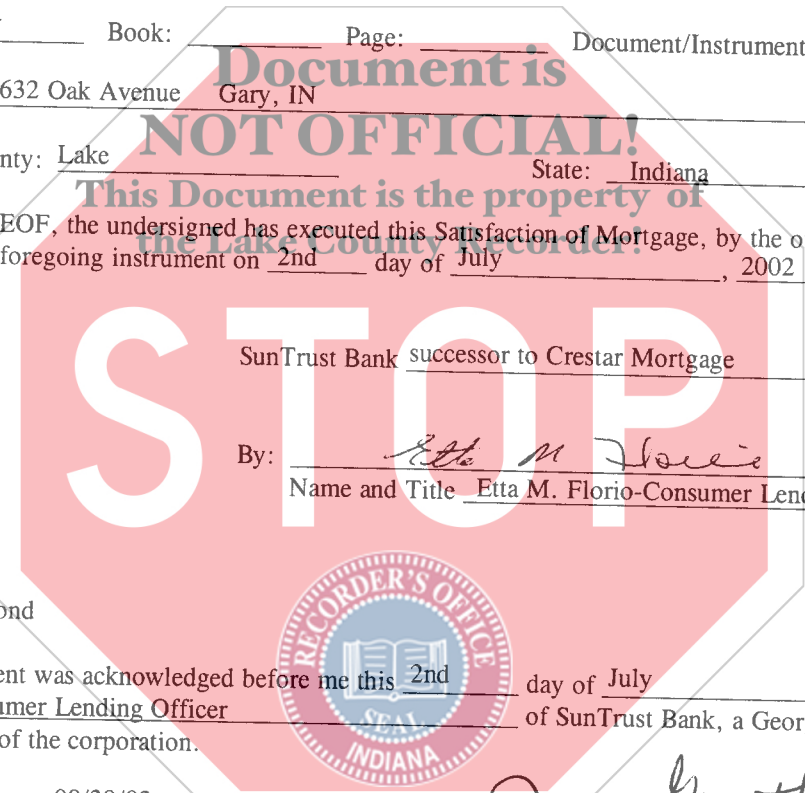 Book: Page: Document/Instrument
Document is
632 Oak Avenue Gary, IN
NOT OFFICIAL!
nty: Lake State: Indiana
This Document is the property of
EOF, the undersigned has executed this Satisfaction of Mortgage, by the o
the Lake County Recorder!
foregoing instrument on 2nd day of July , 2002
STOP
SunTrust Bank successor to Crestar Mortgage
By: Etta M Florio
Name and Title Etta M. Florio-Consumer Lend
RECORDER'S OFFICE
ond
ent was acknowledged before me this 2nd day of July
umer Lending Officer of SunTrust Bank, a Geor
SEAL
of the corporation.
INDIANA